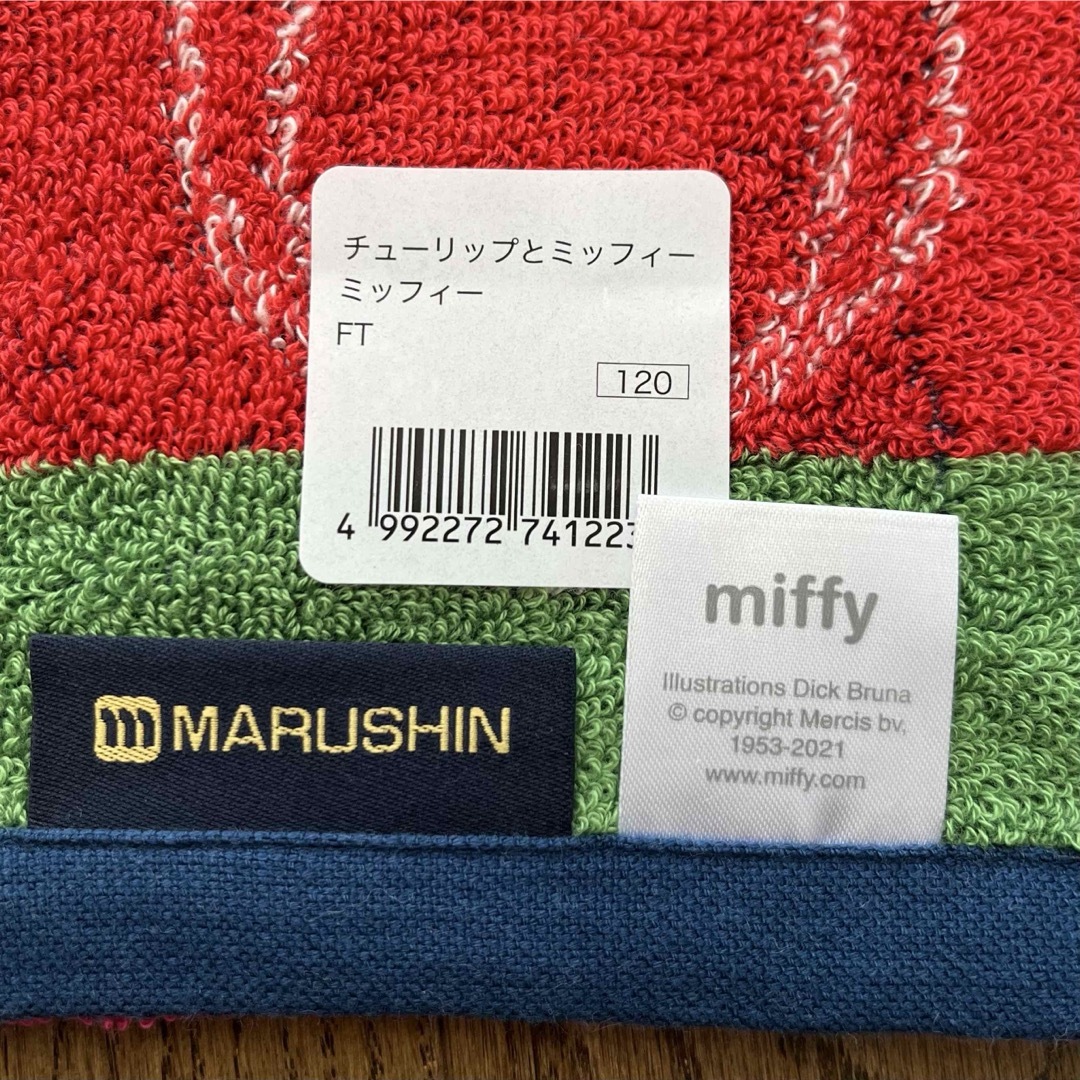 チューリップとミッフィー
ミッフィー
FT
120
4 992272 741223
MARUSHIN
miffy
Illustrations Dick Bruna
© copyright Mercis bv,
1953-2021
www.miffy.com